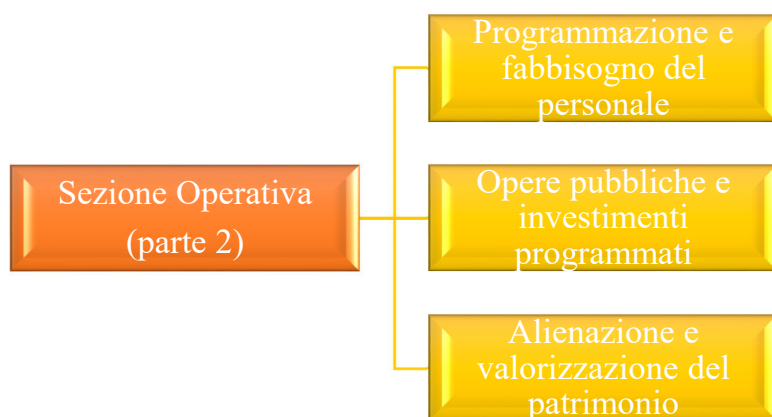 Programmazione e
fabbisogno del
personale
Sezione Operativa
(parte 2)
Opere pubbliche e
investimenti
programmati
Alienazione e
valorizzazione del
patrimonio